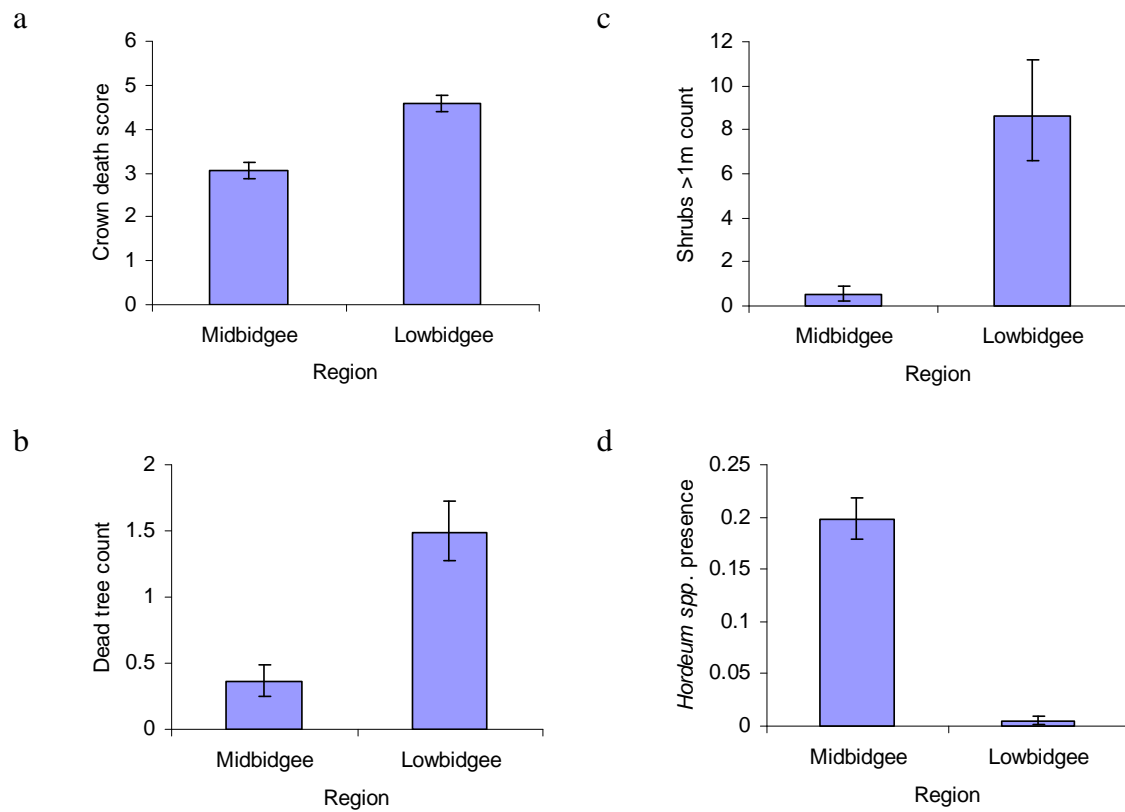 a
6
5
4
3
2
1
0
Crown death score
Midbidgee
Lowbidgee
Region
c
12
10
8
6
4
2
0
Shrubs >1m count
Midbidgee
Lowbidgee
Region
b
2
1.5
1
0.5
0
Dead tree count
Midbidgee
Lowbidgee
Region
d
0.25
0.2
0.15
0.1
0.05
0
Hordeum spp. presence
Midbidgee
Lowbidgee
Region